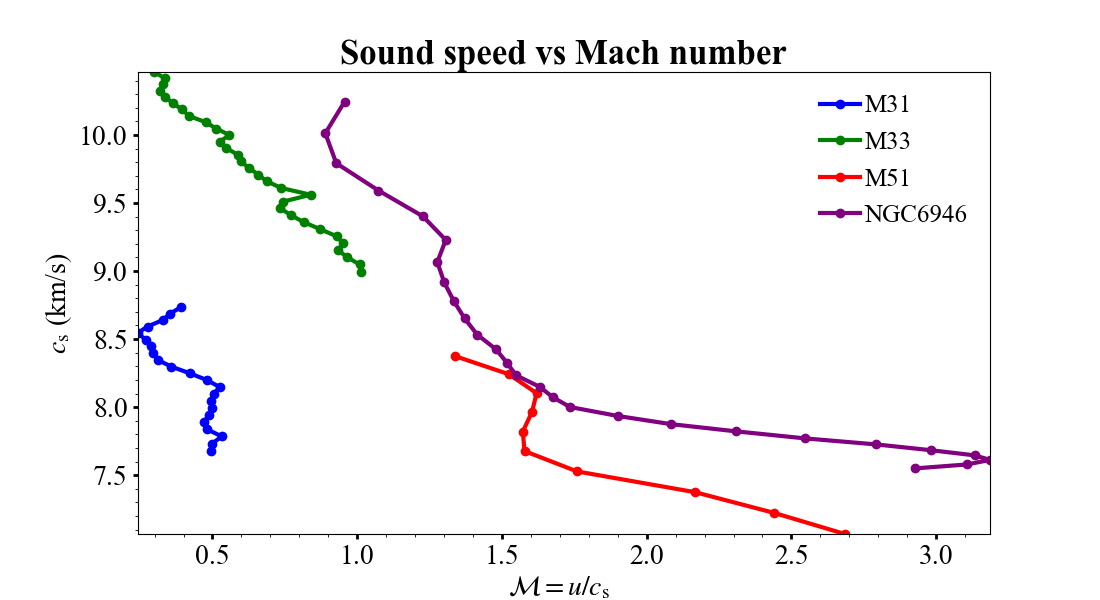 Sound speed vs Mach number
M31
M33
M51
NGC6946
10.0
9.5
9.0
8.5
8.0
7.5
c_s (km/s)
0.5 1.0 1.5 2.0 2.5 3.0
ℳ = u/c_s